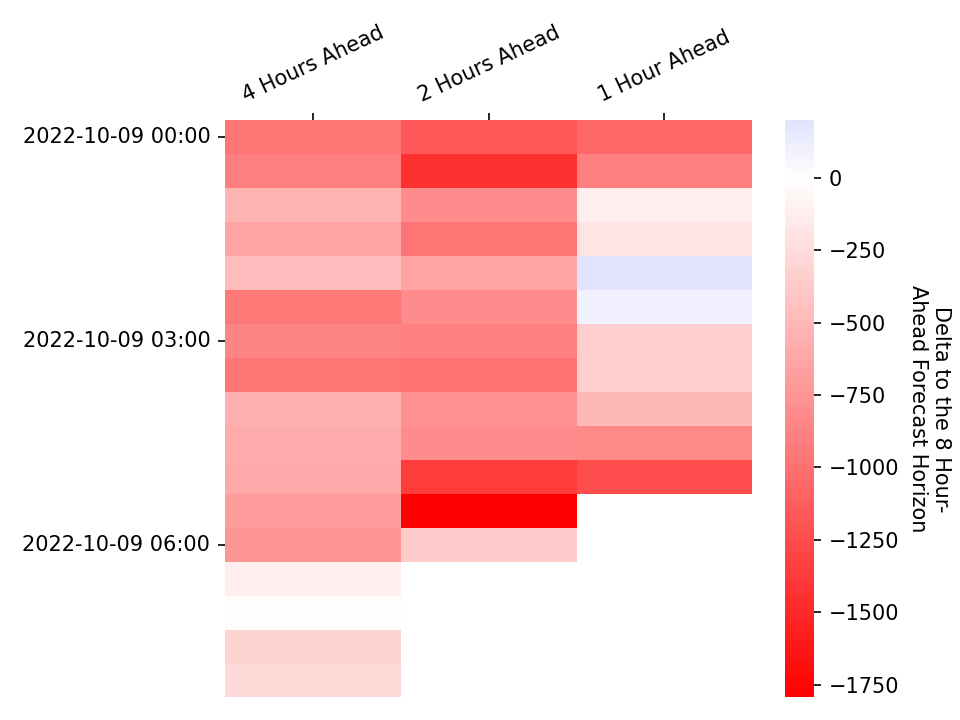 4 Hours Ahead
2 Hours Ahead
1 Hour Ahead
2022-10-09 00:00
2022-10-09 03:00
2022-10-09 06:00
0
−250
−500
−750
−1000
−1250
−1500
−1750
Delta to the 8 Hour-
Ahead Forecast Horizon